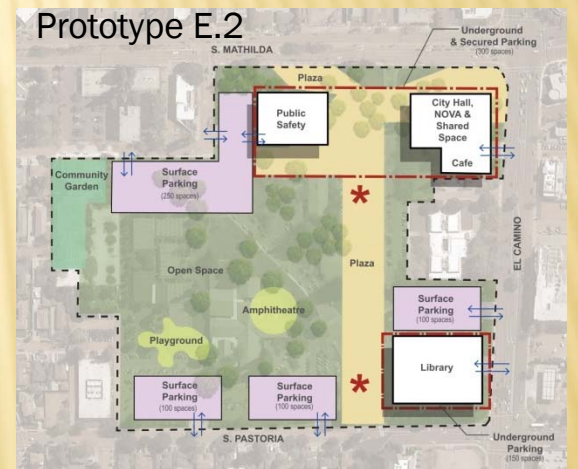 Prototype E.2
S. MATHILDA
Underground
& Secured Parking
(300 spaces)
Plaza
Public
Safety
City Hall,
NOVA &
Shared
Space
Cafe
Community
Garden
Surface
Parking
(250 spaces)
*
Plaza
EL CAMINO
Open Space
Amphitheatre
Surface
Parking
(100 spaces)
Playground
Library
*
Surface
Parking
(100 spaces)
Surface
Parking
(100 spaces)
S. PASTORIA
Underground
Parking
(150 spaces)